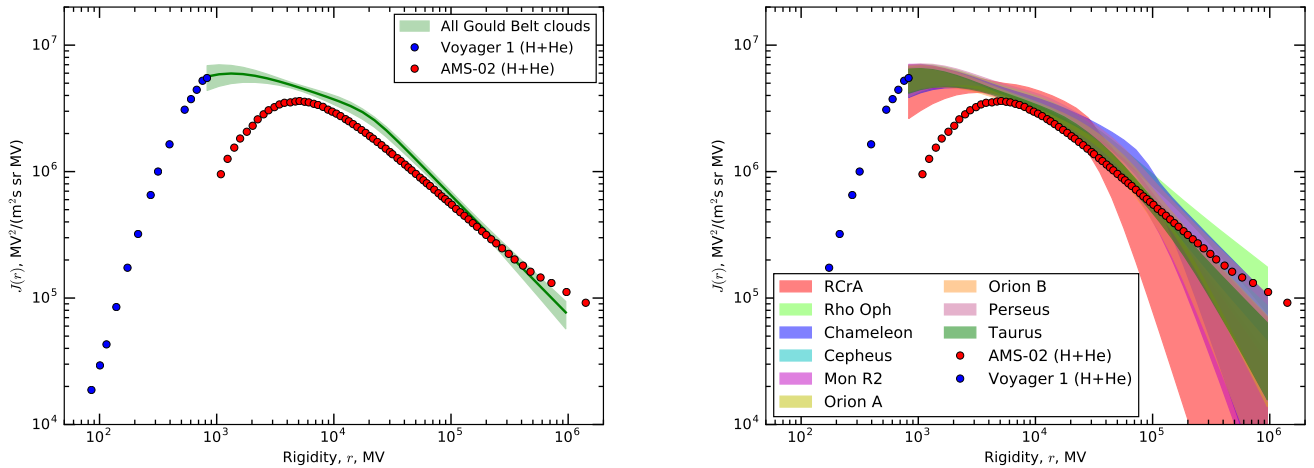 10^7
10^6
10^5
10^4
10^2
10^3
10^4
10^5
10^6
J(r), MV^2/(m^2s sr MV)
Rigidity, r, MV
All Gould Belt clouds
Voyager 1 (H+He)
AMS-02 (H+He)
10^7
10^6
10^5
10^4
10^2
10^3
10^4
10^5
10^6
J(r), MV^2/(m^2s sr MV)
Rigidity, r, MV
RCrA
Rho Oph
Chameleon
Cepheus
Mon R2
Orion A
Orion B
Perseus
Taurus
AMS-02 (H+He)
Voyager 1 (H+He)